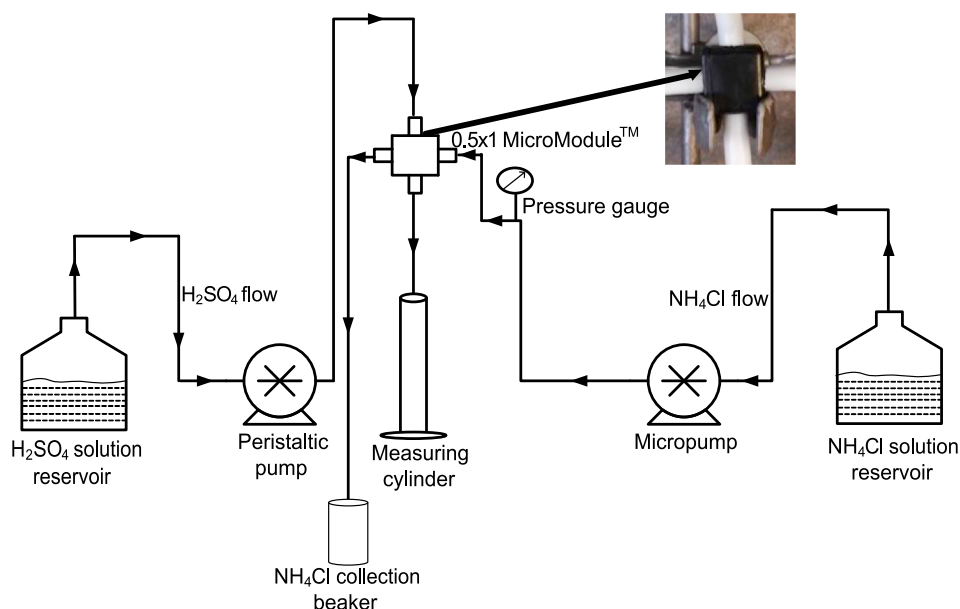 0.5x1 MicroModule™
Pressure gauge
H₂SO₄ flow
NH₄Cl flow
H₂SO₄ solution
reservoir
Peristaltic
pump
Measuring
cylinder
Micropump
NH₄Cl solution
reservoir
NH₄Cl collection
beaker